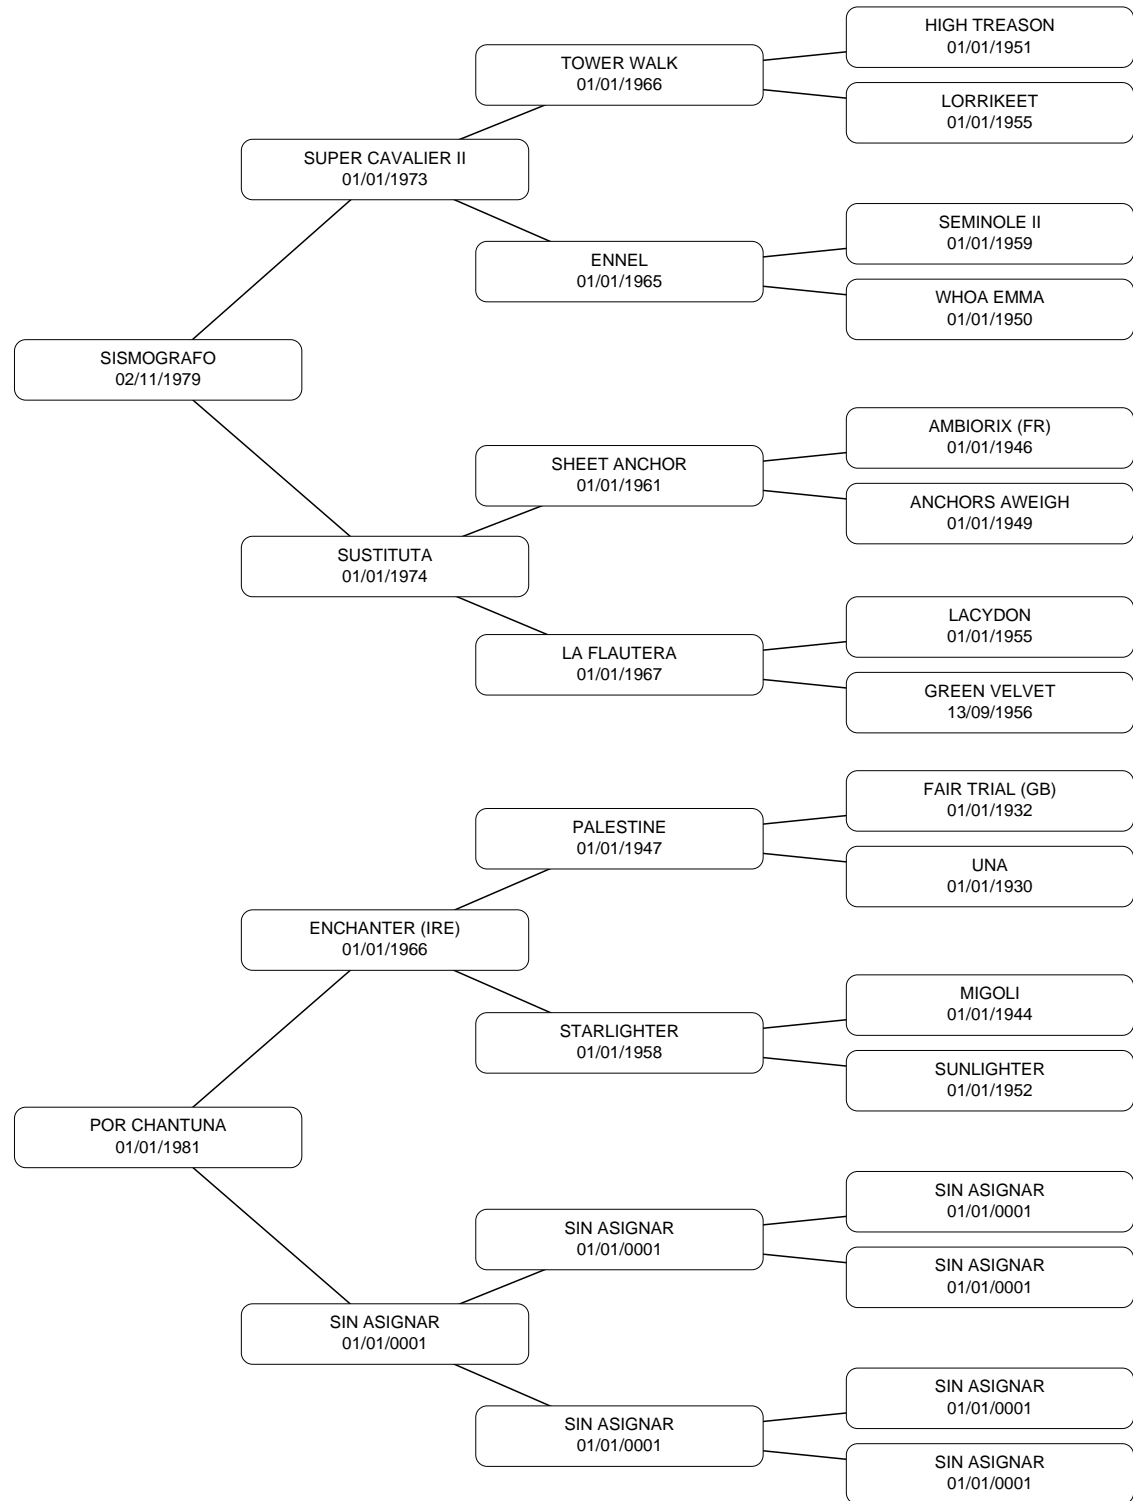 HIGH TREASON
01/01/1951
TOWER WALK
01/01/1966
LORRIKEET
01/01/1955
SUPER CAVALIER II
01/01/1973
SEMINOLE II
01/01/1959
ENNEL
01/01/1965
WHOA EMMA
01/01/1950
SISMOGRAFO
02/11/1979
AMBIORIX (FR)
01/01/1946
SHEET ANCHOR
01/01/1961
ANCHORS AWEIGH
01/01/1949
SUSTITUTA
01/01/1974
LACYDON
01/01/1955
LA FLAUTERA
01/01/1967
GREEN VELVET
13/09/1956
FAIR TRIAL (GB)
01/01/1932
PALESTINE
01/01/1947
UNA
01/01/1930
ENCHANTER (IRE)
01/01/1966
MIGOLI
01/01/1944
STARLIGHTER
01/01/1958
SUNLIGHTER
01/01/1952
POR CHANTUNA
01/01/1981
SIN ASIGNAR
01/01/0001
SIN ASIGNAR
01/01/0001
SIN ASIGNAR
01/01/0001
SIN ASIGNAR
01/01/0001
SIN ASIGNAR
01/01/0001
SIN ASIGNAR
01/01/0001
SIN ASIGNAR
01/01/0001